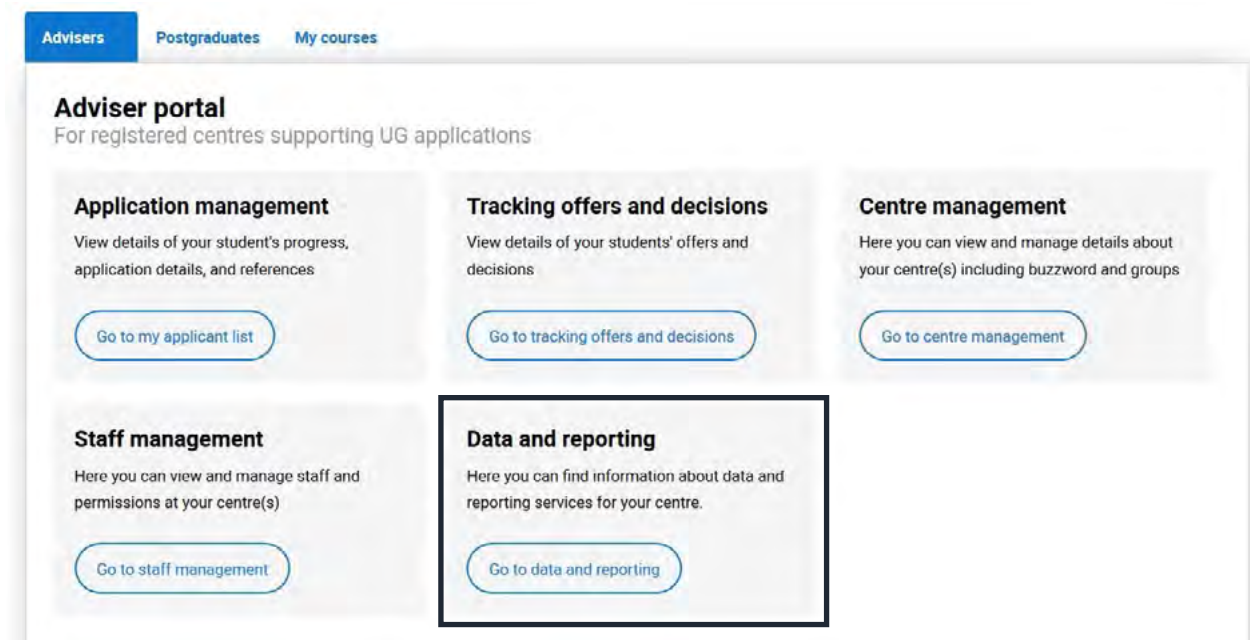 Advisers Postgraduates My courses
Adviser portal
For registered centres supporting UG applications
Application management
View details of your student's progress,
application details, and references
Go to my applicant list
Tracking offers and decisions
View details of your students' offers and
decisions
Go to tracking offers and decisions
Centre management
Here you can view and manage details about
your centre(s) including buzzword and groups
Go to centre management
Staff management
Here you can view and manage staff and
permissions at your centre(s)
Go to staff management
Data and reporting
Here you can find information about data and
reporting services for your centre.
Go to data and reporting